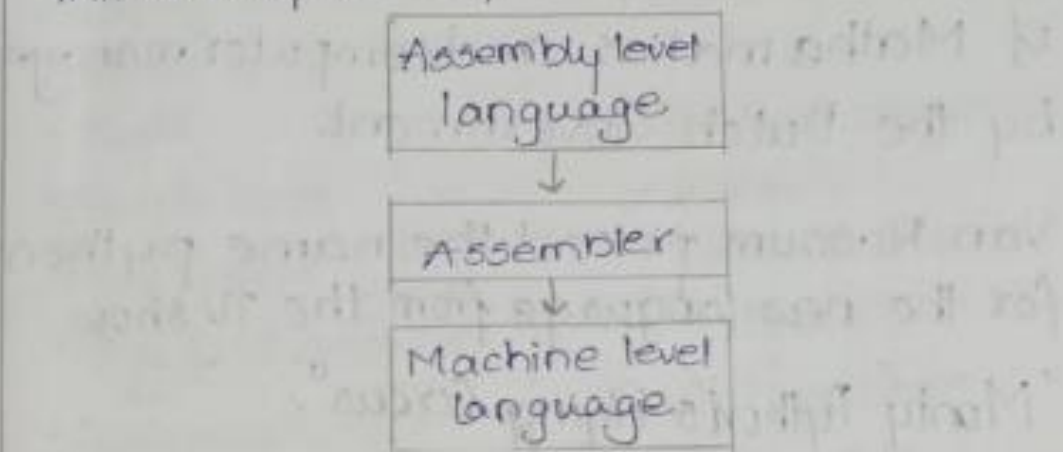 Assembly level
language
↓
Assembler
↓
Machine level
language